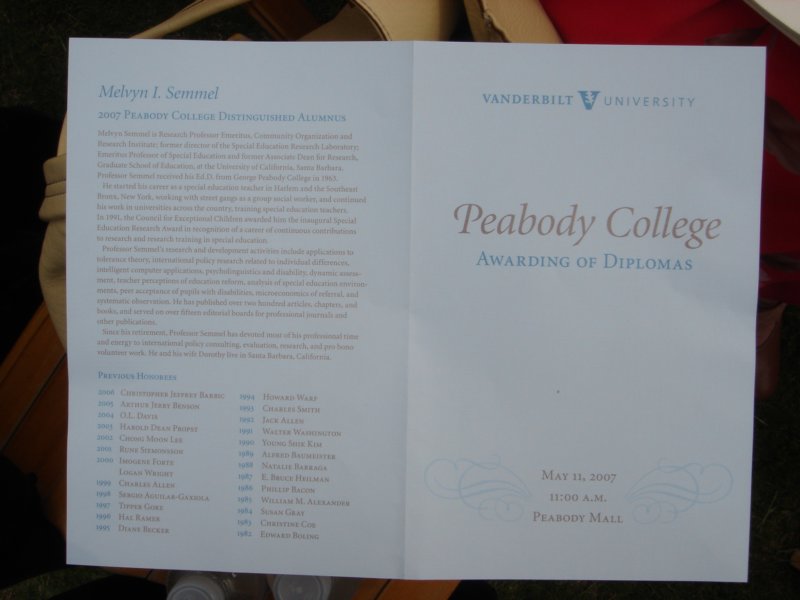 Melvyn I. Semmel
2007 Peabody College Distinguished Alumnus
Melvyn Semmel is Research Professor Emeritus, Community Organization and
Research Institute; former director of the Special Education Research Laboratory;
Emeritus Professor of Special Education and former Associate Dean for Research,
Graduate School of Education, at the University of California, Santa Barbara.
Professor Semmel received his Ed.D. from George Peabody College in 1963.
He started his career as a special education teacher in Harlem and the Southeast
Bronx, New York, working with street gangs as a group social worker, and continued
his work in universities across the country, training special education teachers.
In 1991, the Council for Exceptional Children awarded him the inaugural Special
Education Research Award in recognition of a career of continuous contributions
to research and research training in special education.
Professor Semmel's research and development activities include applications to
tolerance theory, international policy research related to individual differences,
intelligent computer applications, psycholinguistics and disability, dynamic assess-
ment, teacher perceptions of education reform, analysis of special education environ-
ments, peer acceptance of pupils with disabilities, microeconomics of referral, and
systematic observation. He has published over two hundred articles, chapters, and
books, and served on over fifteen editorial boards for professional journals and
other publications.
Since his retirement, Professor Semmel has devoted most of his professional time
and energy to international policy consulting, evaluation, research, and pro bono
volunteer work. He and his wife Dorothy live in Santa Barbara, California.
Previous Honorees
2006 Christopher Jeffrey Barbic
2005 Arthur Jerry Benson
2004 O.L. Davis
2003 Harold Dean Propst
2002 Chong Moon Lee
2001 Rune Simeonsson
2000 Imogene Forte
Logan Wright
1999 Charles Allen
1998 Sergio Aguilar-Gaxiola
1997 Tipper Gore
1996 Hal Ramer
1995 Diane Becker
1994 Howard Warf
1993 Charles Smith
1992 Jack Allen
1991 Walter Washington
1990 Young Shik Kim
1989 Alfred Baumeister
1988 Natalie Barraga
1987 E. Bruce Heilman
1986 Phillip Bacon
1985 William M. Alexander
1984 Susan Gray
1983 Christine Coe
1982 Edward Boling
VANDERBILT UNIVERSITY
Peabody College
Awarding of Diplomas
May 11, 2007
11:00 a.m.
Peabody Mall